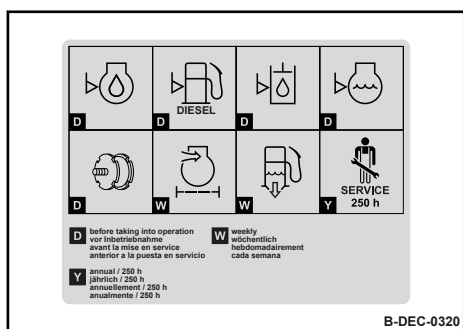 DIESEL
D
D
D
D
SERVICE
250 h
D
W
W
Y
D
before taking into operation
vor Inbetriebnahme
avant la mise en service
anterior a la puesta en servicio
W
weekly
wöchentlich
hebdomadairement
cada semana
Y
annual / 250 h
jährlich / 250 h
annuellement / 250 h
anualmente / 250 h
B-DEC-0320